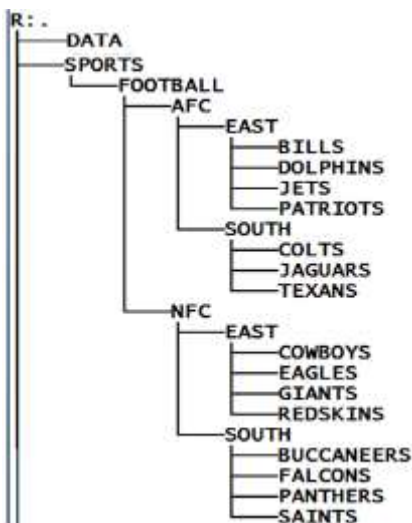 R:.
DATA
SPORTS
FOOTBALL
AFC
EAST
BILLS
DOLPHINS
JETS
PATRIOTS
SOUTH
COLTS
JAGUARS
TEXANS
NFC
EAST
COWBOYS
EAGLES
GIANTS
REDSKINS
SOUTH
BUCCANEERS
FALCONS
PANTHERS
SAINTS